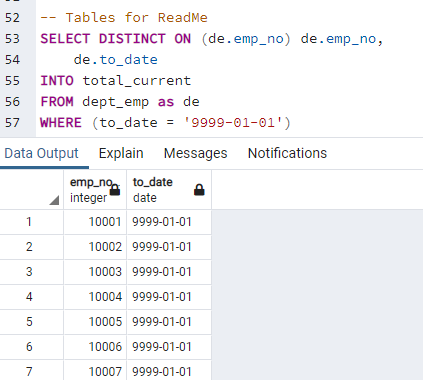 52
53 -- Tables for ReadMe
53 SELECT DISTINCT ON (de.emp_no) de.emp_no,
54 de.to_date
55 INTO total_current
56 FROM dept_emp as de
57 WHERE (to_date = '9999-01-01')
Data Output Explain Messages Notifications
emp_no to_date
integer date
1 10001 9999-01-01
2 10002 9999-01-01
3 10003 9999-01-01
4 10004 9999-01-01
5 10005 9999-01-01
6 10006 9999-01-01
7 10007 9999-01-01